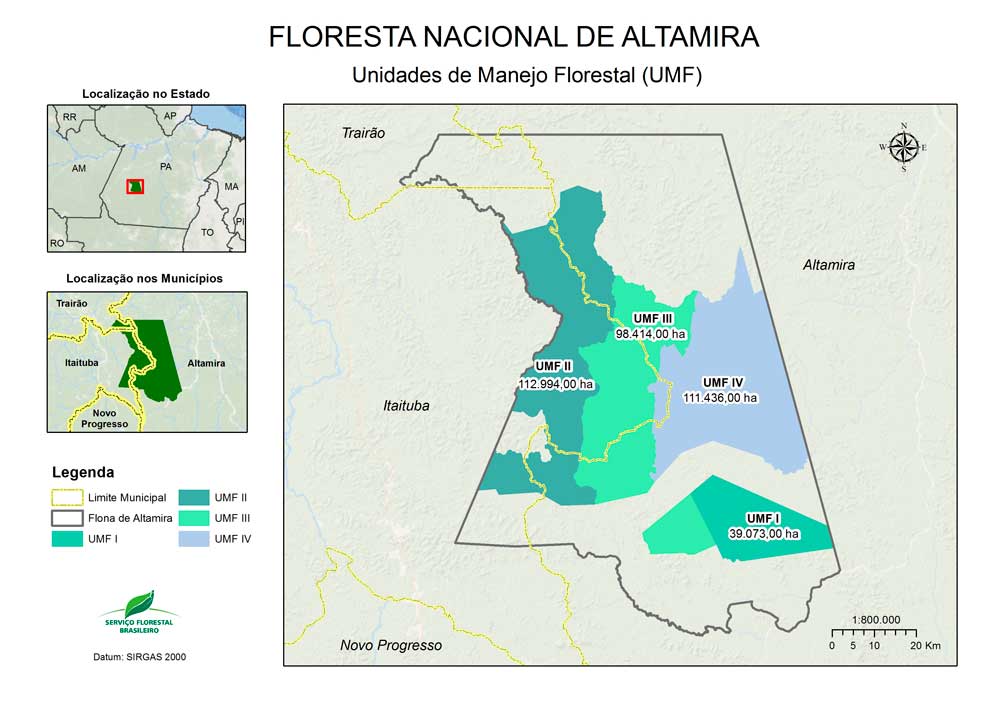 FLORESTA NACIONAL DE ALTAMIRA
Unidades de Manejo Florestal (UMF)
Localização no Estado
RR
AP
AM
PA
MA
PI
TO
RO
Localização nos Municípios
Trairão
Itaituba
Altamira
Novo
Progresso
Legenda
Limite Municipal
Flona de Altamira
UMF I
UMF II
UMF III
UMF IV
SERVIÇO FLORESTAL
BRASILEIRO
Datum: SIRGAS 2000
Trairão
N
W
E
S
Altamira
UMF III
98.414,00 ha
UMF II
112.994,00 ha
UMF IV
111.436,00 ha
Itaituba
UMF I
39.073,00 ha
Novo Progresso
1:800.000
0 5 10 20 Km